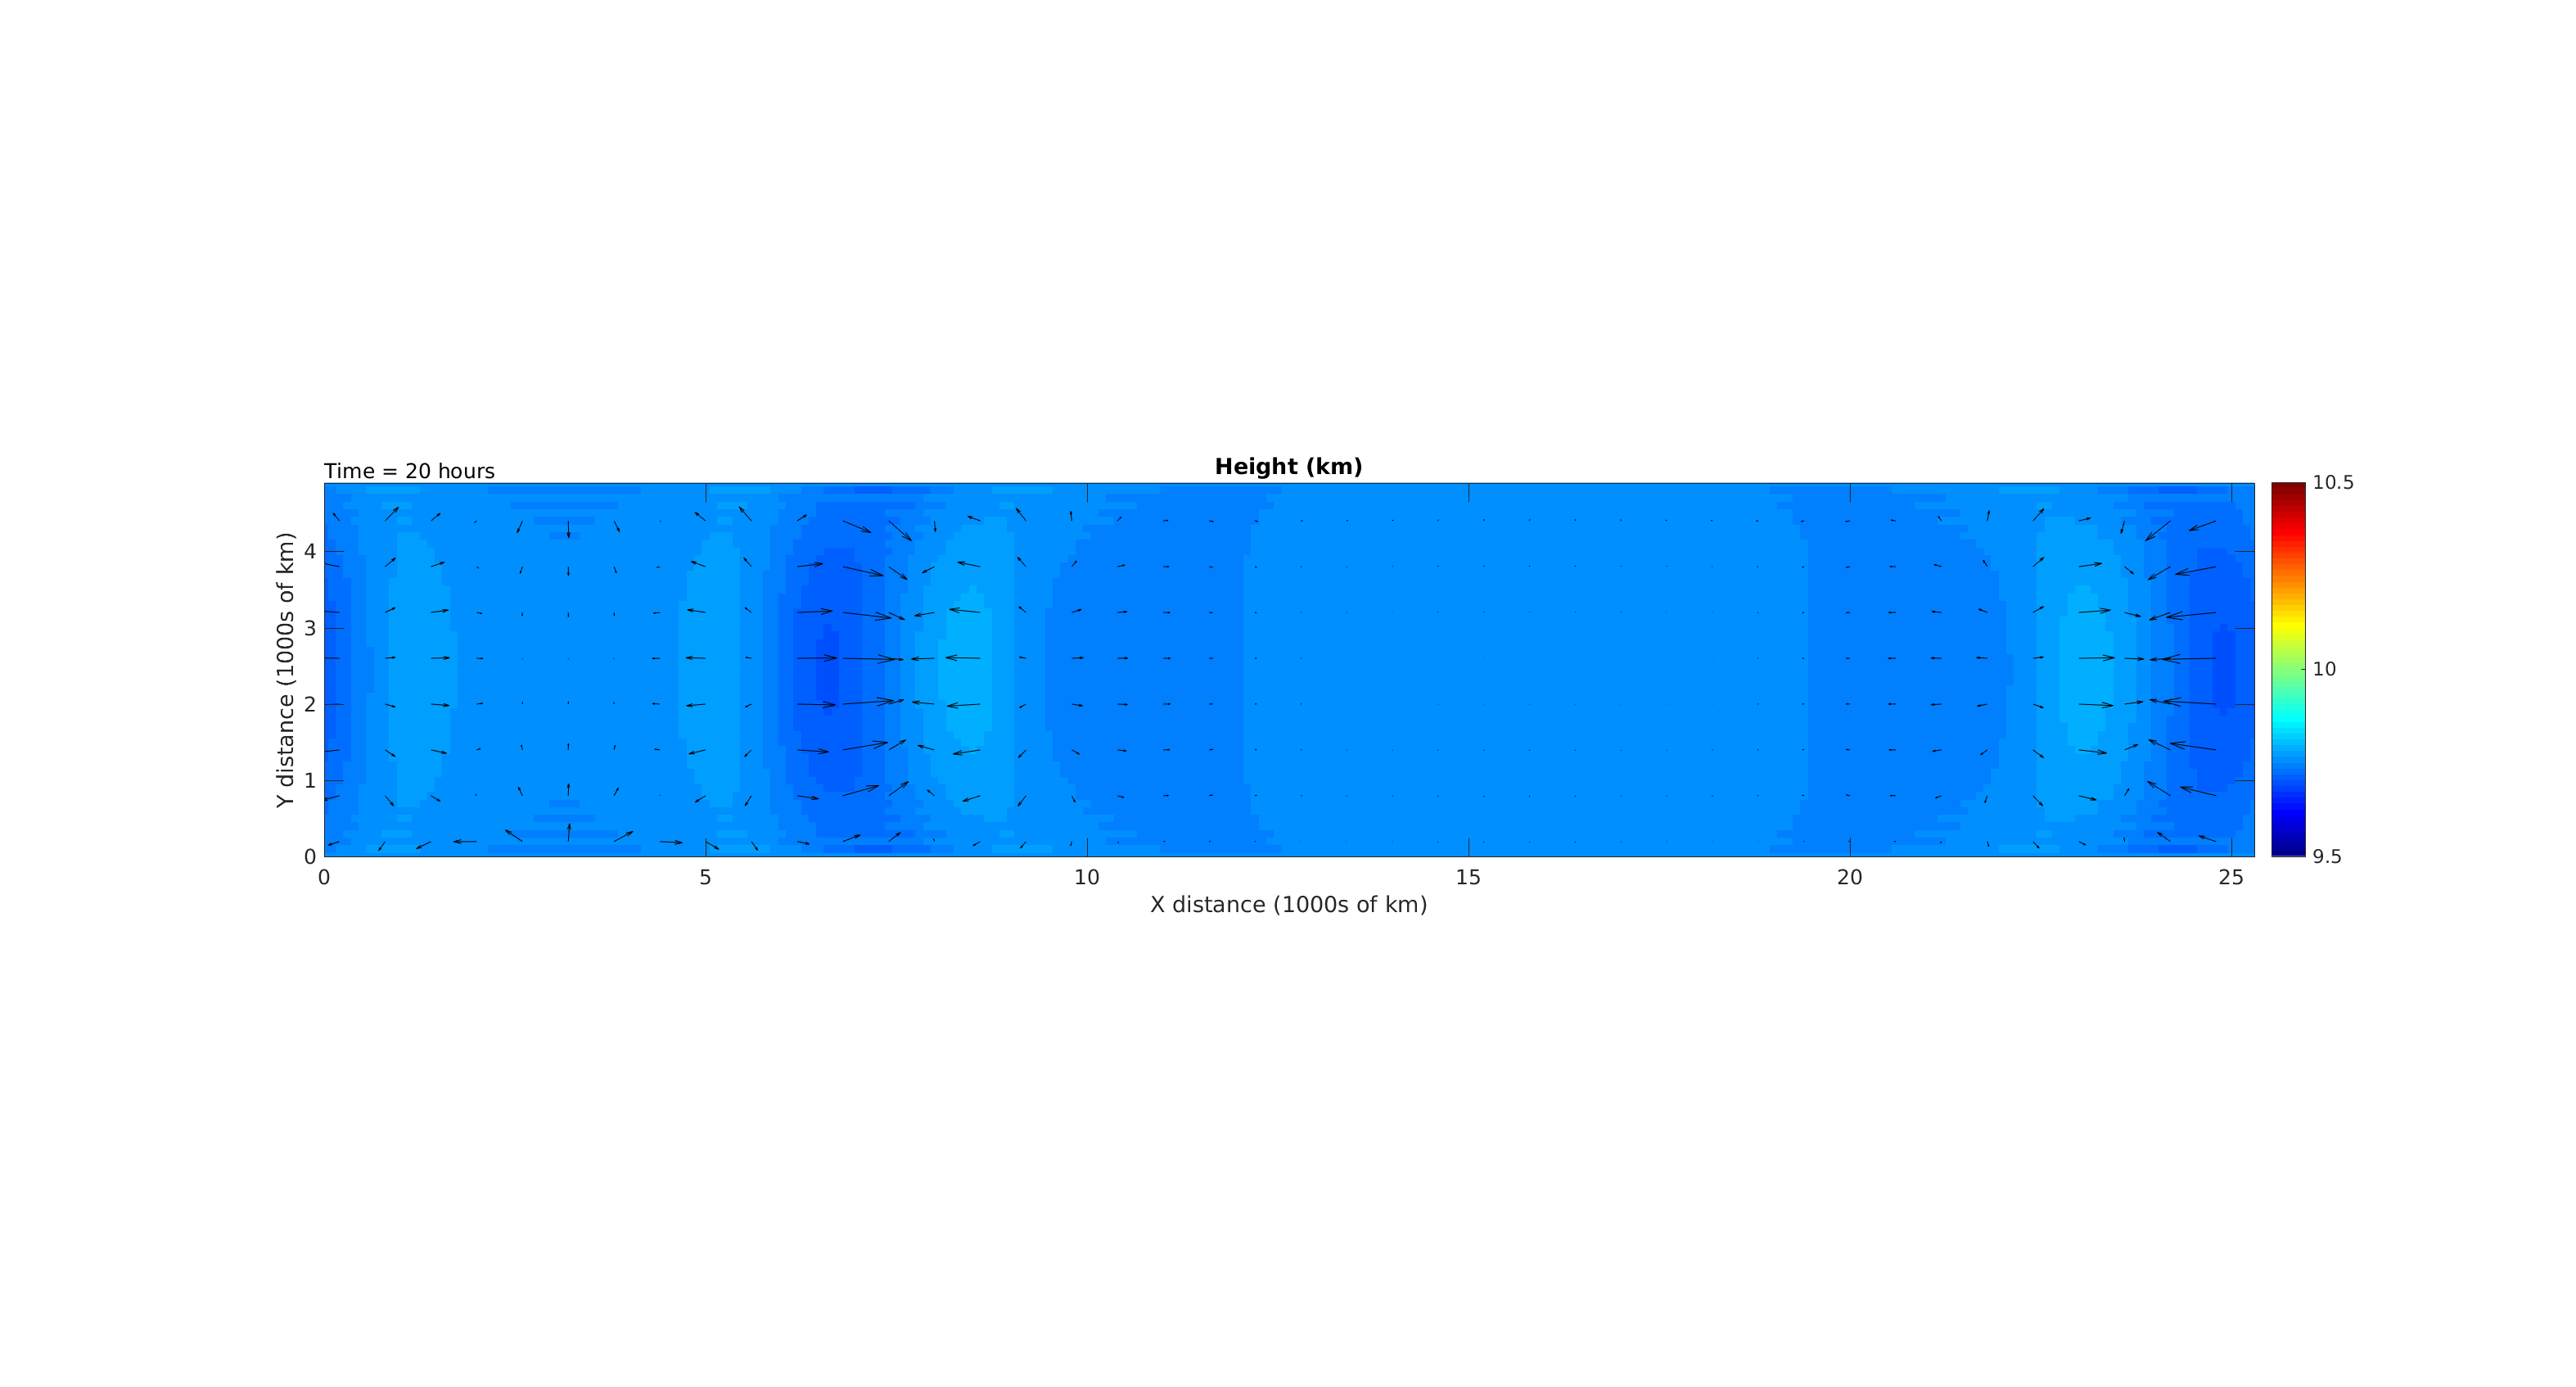 Time = 20 hours
Height (km)
10.5
10
9.5
Y distance (1000s of km)
4
3
2
1
0
0 5 10 15 20 25
X distance (1000s of km)